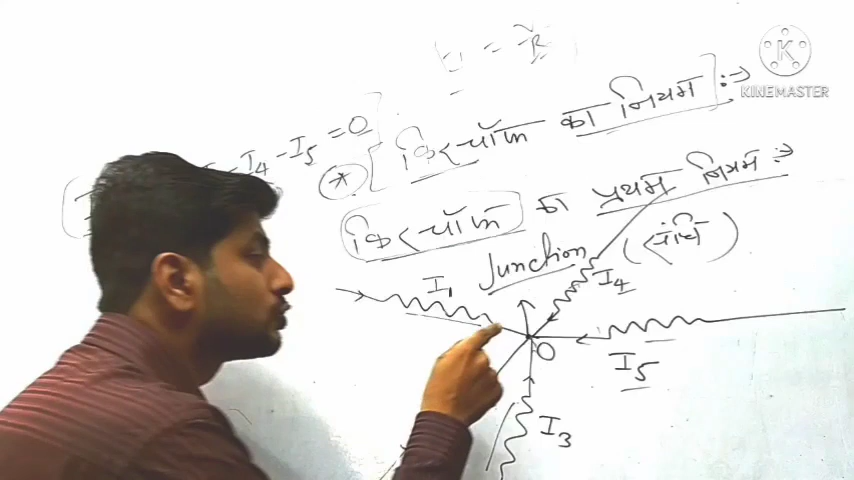 V/R
KINEMASTER
* [किरचॉफ का नियम] :→
I4 - I5 = 0
किरचॉफ का प्रथम नियम :→
(संधि)
Junction
I1
I4
O
I5
I3